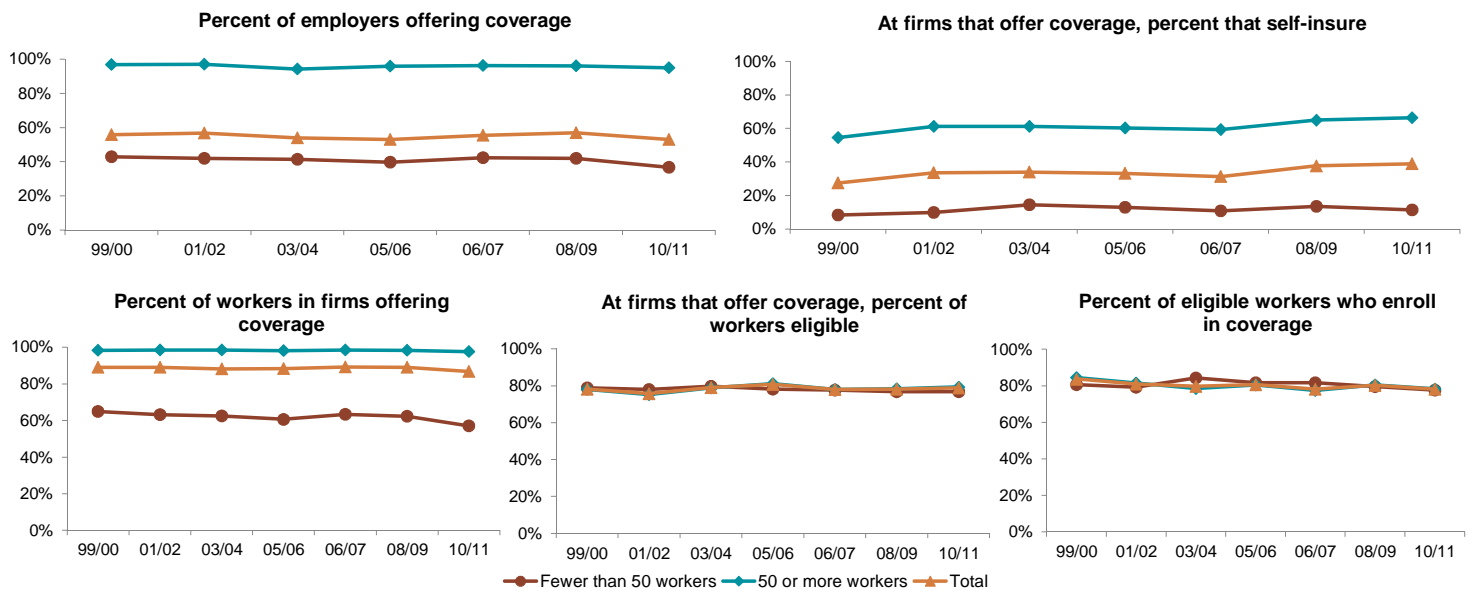 Percent of employers offering coverage
100%
80%
60%
40%
20%
0%
99/00 01/02 03/04 05/06 06/07 08/09 10/11
At firms that offer coverage, percent that self-insure
100%
80%
60%
40%
20%
0%
99/00 01/02 03/04 05/06 06/07 08/09 10/11
Percent of workers in firms offering
coverage
100%
80%
60%
40%
20%
0%
99/00 01/02 03/04 05/06 06/07 08/09 10/11
At firms that offer coverage, percent of
workers eligible
100%
80%
60%
40%
20%
0%
99/00 01/02 03/04 05/06 06/07 08/09 10/11
Percent of eligible workers who enroll
in coverage
100%
80%
60%
40%
20%
0%
99/00 01/02 03/04 05/06 06/07 08/09 10/11
Fewer than 50 workers 50 or more workers Total